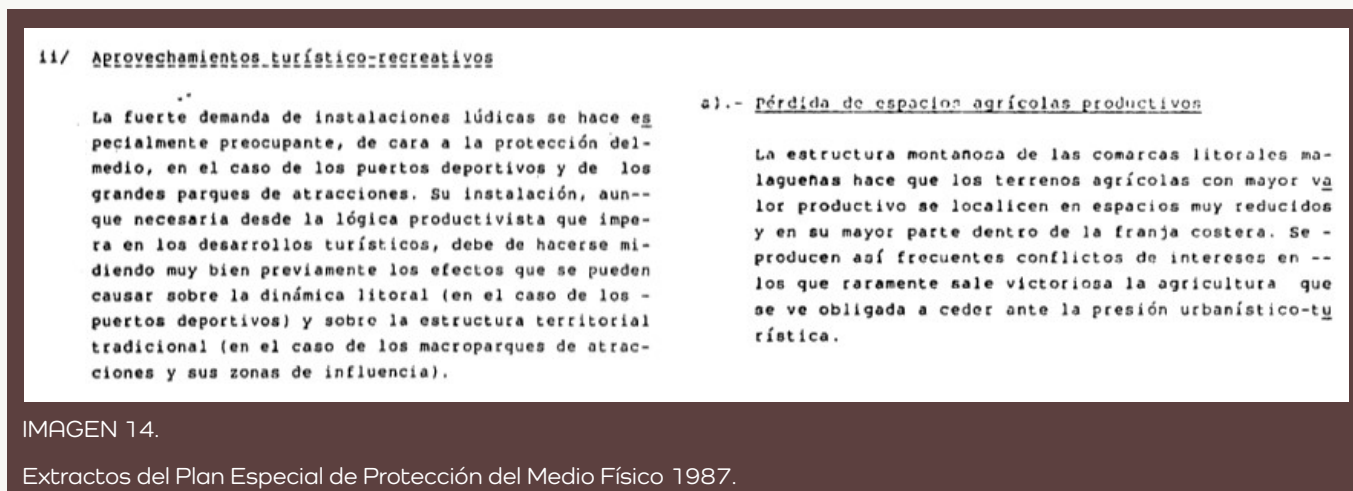 ii/ Aprovechamientos turístico-recreativos
La fuerte demanda de instalaciones lúdicas se hace es
pecialmente preocupante, de cara a la protección del-
medio, en el caso de los puertos deportivos y de los
grandes parques de atracciones. Su instalación, aun--
que necesaria desde la lógica productivista que impe-
ra en los desarrollos turísticos, debe de hacerse mi-
diendo muy bien previamente los efectos que se pueden
causar sobre la dinámica litoral (en el caso de los -
puertos deportivos) y sobre la estructura territorial
tradicional (en el caso de los macroparques de atrac-
ciones y sus zonas de influencia).
a).- Pérdida de espacios agrícolas productivos
La estructura montañosa de las comarcas litorales ma-
lagueñas hace que los terrenos agrícolas con mayor va
lor productivo se localicen en espacios muy reducidos
y en su mayor parte dentro de la franja costera. Se -
producen así frecuentes conflictos de intereses en --
los que raramente sale victoriosa la agricultura que
se ve obligada a ceder ante la presión urbanístico-tu
rística.
IMAGEN 14.
Extractos del Plan Especial de Protección del Medio Físico 1987.